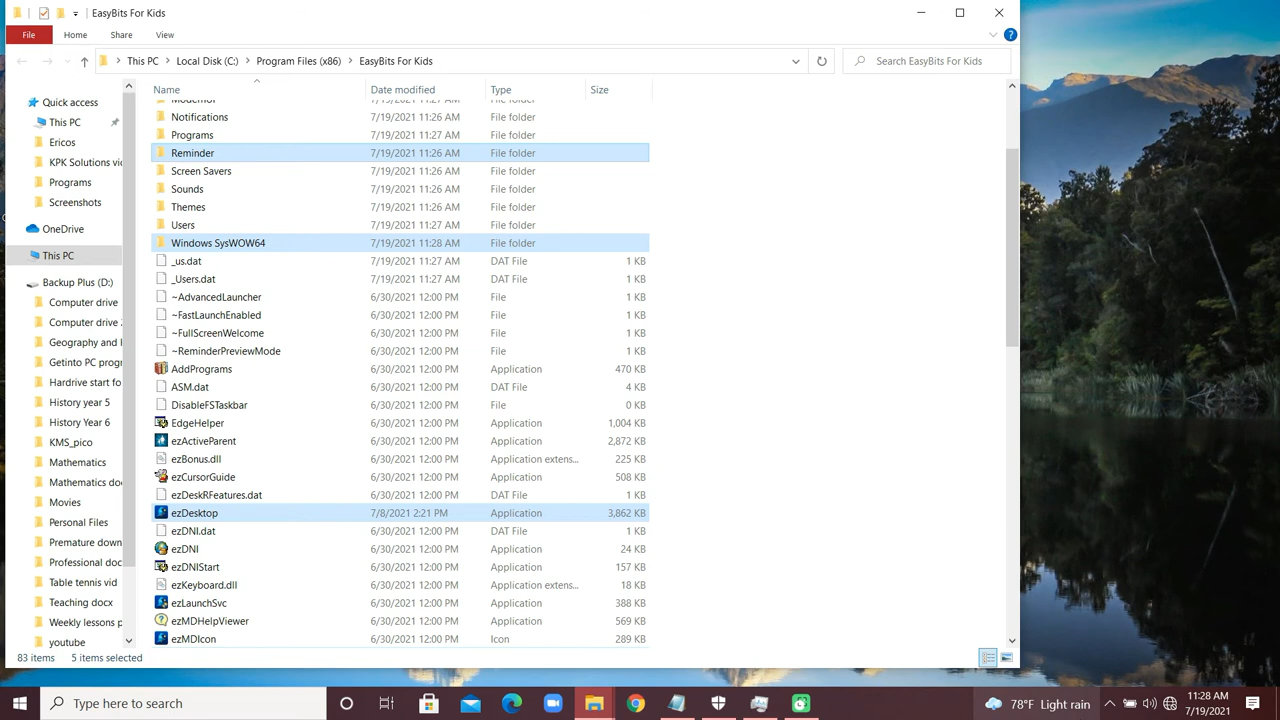 EasyBits For Kids
File Home Share View
This PC Local Disk (C:) Program Files (x86) EasyBits For Kids Search EasyBits For Kids
Name Date modified Type Size
Quick access
This PC
Ericos
KPK Solutions vi
Programs
Screenshots
OneDrive
This PC
Backup Plus (D:)
Computer drive
Computer drive
Geography and
Getinto PC prog
Hardrive start fo
History year 5
History Year 6
KMS_pico
Mathematics
Mathematics do
Movies
Personal Files
Premature down
Professional doc
Table tennis vid
Teaching docx
Weekly lessons p
youtube
Notifications 7/19/2021 11:26 AM File folder
Programs 7/19/2021 11:27 AM File folder
Reminder 7/19/2021 11:26 AM File folder
Screen Savers 7/19/2021 11:26 AM File folder
Sounds 7/19/2021 11:26 AM File folder
Themes 7/19/2021 11:26 AM File folder
Users 7/19/2021 11:27 AM File folder
Windows SysWOW64 7/19/2021 11:28 AM File folder
_us.dat 7/19/2021 11:27 AM DAT File 1 KB
_Users.dat 7/19/2021 11:27 AM DAT File 1 KB
~AdvancedLauncher 6/30/2021 12:00 PM File 1 KB
~FastLaunchEnabled 6/30/2021 12:00 PM File 1 KB
~FullScreenWelcome 6/30/2021 12:00 PM File 1 KB
~ReminderPreviewMode 6/30/2021 12:00 PM File 1 KB
AddPrograms 6/30/2021 12:00 PM Application 470 KB
ASM.dat 6/30/2021 12:00 PM DAT File 4 KB
DisableFSTaskbar 6/30/2021 12:00 PM File 0 KB
EdgeHelper 6/30/2021 12:00 PM Application 1,004 KB
ezActiveParent 6/30/2021 12:00 PM Application 2,872 KB
ezBonus.dll 6/30/2021 12:00 PM Application extens... 225 KB
ezCursorGuide 6/30/2021 12:00 PM Application 508 KB
ezDeskRFeatures.dat 6/30/2021 12:00 PM DAT File 1 KB
ezDesktop 7/8/2021 2:21 PM Application 3,862 KB
ezDNI.dat 6/30/2021 12:00 PM DAT File 1 KB
ezDNI 6/30/2021 12:00 PM Application 24 KB
ezDNIStart 6/30/2021 12:00 PM Application 157 KB
ezKeyboard.dll 6/30/2021 12:00 PM Application extens... 18 KB
ezLaunchSvc 6/30/2021 12:00 PM Application 388 KB
ezMDHelpViewer 6/30/2021 12:00 PM Application 569 KB
ezMDIcon 6/30/2021 12:00 PM Icon 289 KB
83 items 5 items selected
Type here to search
78°F Light rain
11:28 AM
7/19/2021